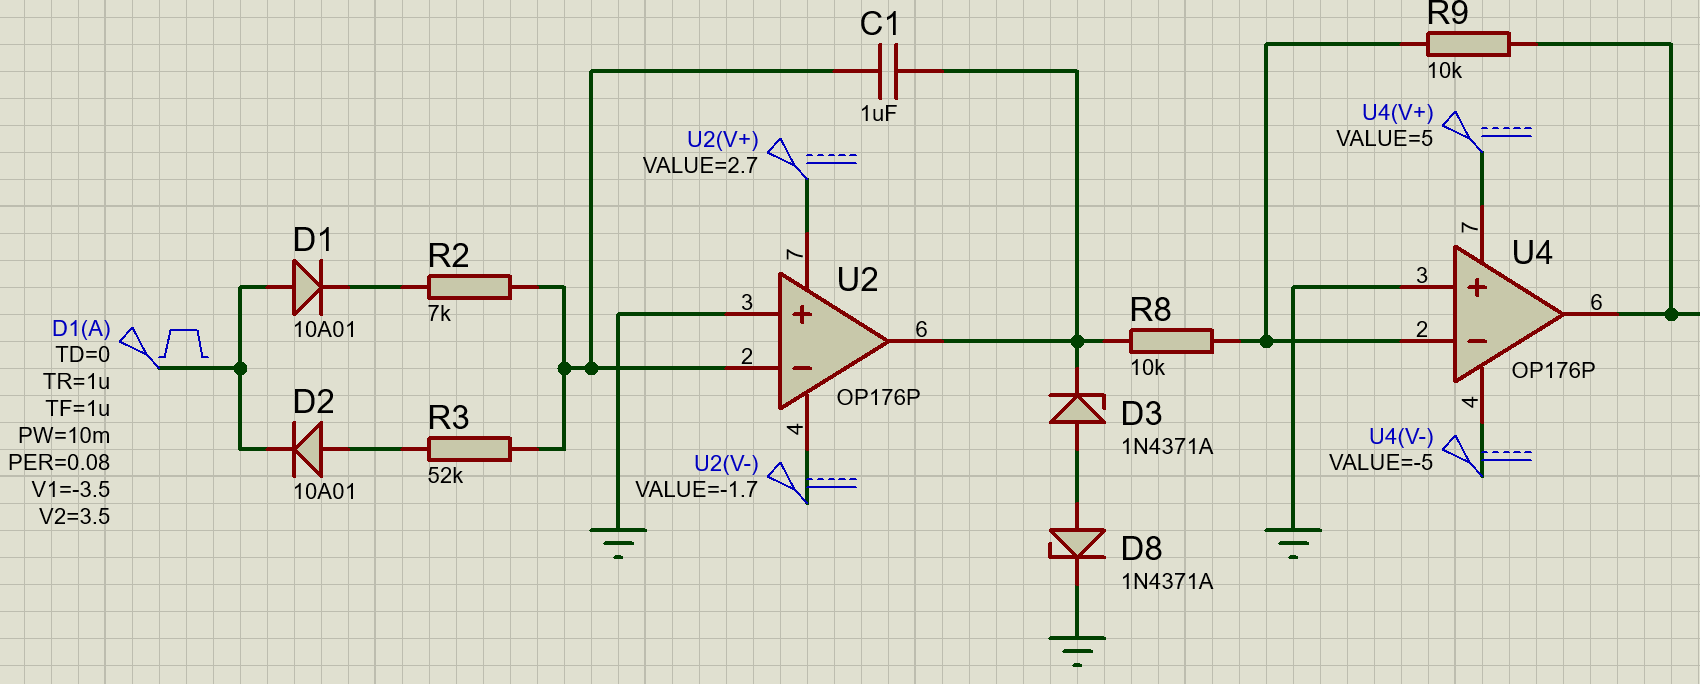 C1
1uF
R9
10k
U2(V+)
VALUE=2.7
U4(V+)
VALUE=5
D1
10A01
R2
7k
D1(A)
TD=0
TR=1u
TF=1u
PW=10m
PER=0.08
V1=-3.5
V2=3.5
D2
10A01
R3
52k
7
3
2
6
4
U2
OP176P
U2(V-)
VALUE=-1.7
R8
10k
D3
1N4371A
D8
1N4371A
7
3
2
6
4
U4
OP176P
U4(V-)
VALUE=-5